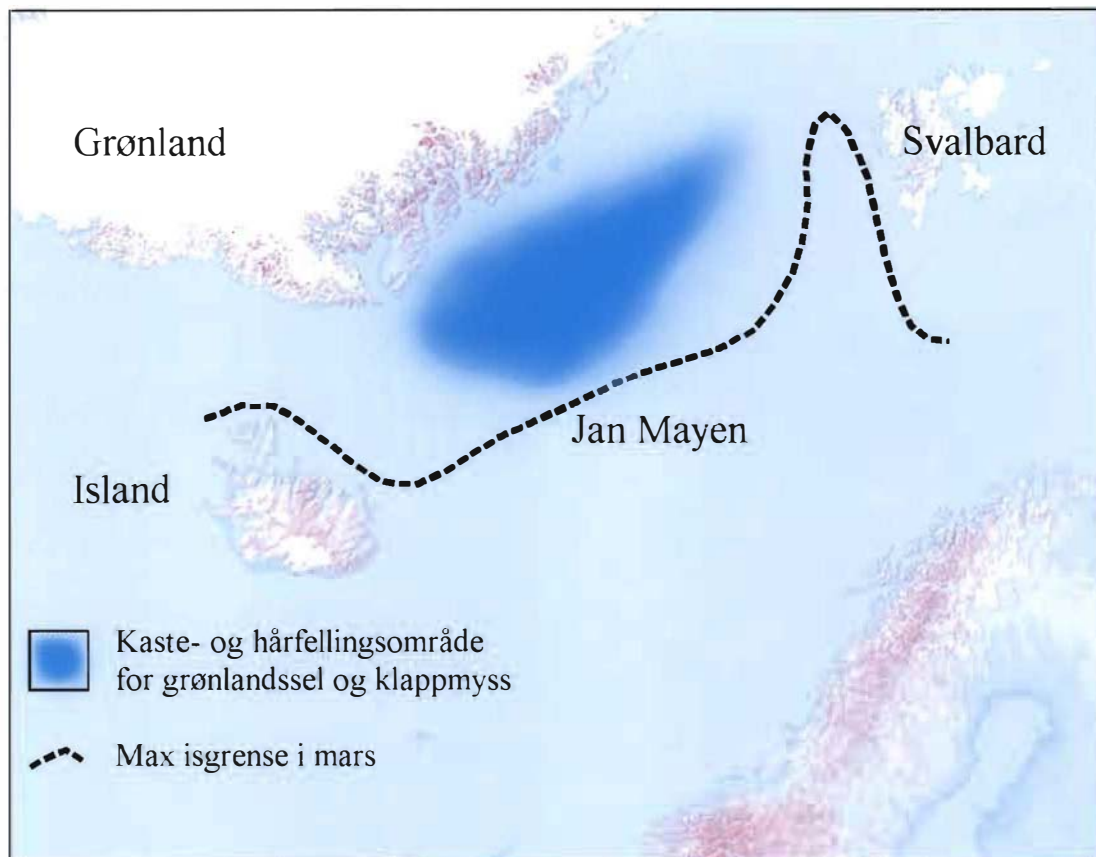 Grønland
Svalbard
Jan Mayen
Island
Kaste- og hårfellingsområde
for grønlandssel og klappmyss
Max isgrense i mars